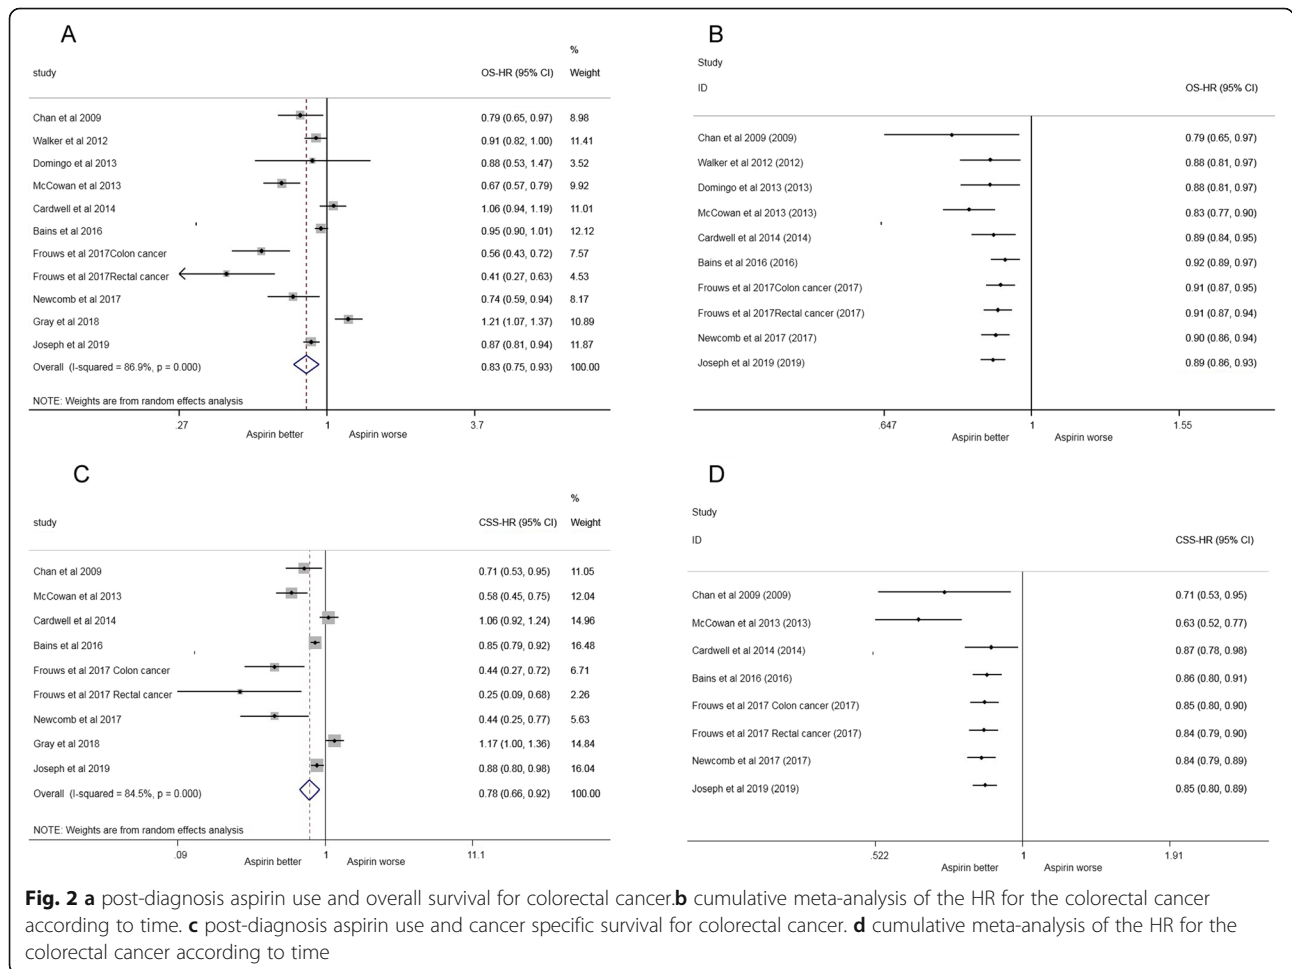 A
%
study OS-HR (95% CI) Weight
Chan et al 2009 0.79 (0.65, 0.97) 8.98
Walker et al 2012 0.91 (0.82, 1.00) 11.41
Domingo et al 2013 0.88 (0.53, 1.47) 3.52
McCowan et al 2013 0.67 (0.57, 0.79) 9.92
Cardwell et al 2014 1.06 (0.94, 1.19) 11.01
Bains et al 2016 0.95 (0.90, 1.01) 12.12
Frouws et al 2017Colon cancer 0.56 (0.43, 0.72) 7.57
Frouws et al 2017Rectal cancer 0.41 (0.27, 0.63) 4.53
Newcomb et al 2017 0.74 (0.59, 0.94) 8.17
Gray et al 2018 1.21 (1.07, 1.37) 10.89
Joseph et al 2019 0.87 (0.81, 0.94) 11.87
Overall (I-squared = 86.9%, p = 0.000) 0.83 (0.75, 0.93) 100.00
NOTE: Weights are from random effects analysis
.27 1 3.7
Aspirin better Aspirin worse
B
Study
ID OS-HR (95% CI)
Chan et al 2009 (2009) 0.79 (0.65, 0.97)
Walker et al 2012 (2012) 0.88 (0.81, 0.97)
Domingo et al 2013 (2013) 0.88 (0.81, 0.97)
McCowan et al 2013 (2013) 0.83 (0.77, 0.90)
Cardwell et al 2014 (2014) 0.89 (0.84, 0.95)
Bains et al 2016 (2016) 0.92 (0.89, 0.97)
Frouws et al 2017Colon cancer (2017) 0.91 (0.87, 0.95)
Frouws et al 2017Rectal cancer (2017) 0.91 (0.87, 0.94)
Newcomb et al 2017 (2017) 0.90 (0.86, 0.94)
Joseph et al 2019 (2019) 0.89 (0.86, 0.93)
.647 1 1.55
Aspirin better Aspirin worse
C
%
study CSS-HR (95% CI) Weight
Chan et al 2009 0.71 (0.53, 0.95) 11.05
McCowan et al 2013 0.58 (0.45, 0.75) 12.04
Cardwell et al 2014 1.06 (0.92, 1.24) 14.96
Bains et al 2016 0.85 (0.79, 0.92) 16.48
Frouws et al 2017 Colon cancer 0.44 (0.27, 0.72) 6.71
Frouws et al 2017 Rectal cancer 0.25 (0.09, 0.68) 2.26
Newcomb et al 2017 0.44 (0.25, 0.77) 5.63
Gray et al 2018 1.17 (1.00, 1.36) 14.84
Joseph et al 2019 0.88 (0.80, 0.98) 16.04
Overall (I-squared = 84.5%, p = 0.000) 0.78 (0.66, 0.92) 100.00
NOTE: Weights are from random effects analysis
.09 1 11.1
Aspirin better Aspirin worse
D
Study
ID CSS-HR (95% CI)
Chan et al 2009 (2009) 0.71 (0.53, 0.95)
McCowan et al 2013 (2013) 0.63 (0.52, 0.77)
Cardwell et al 2014 (2014) 0.87 (0.78, 0.98)
Bains et al 2016 (2016) 0.86 (0.80, 0.91)
Frouws et al 2017 Colon cancer (2017) 0.85 (0.80, 0.90)
Frouws et al 2017 Rectal cancer (2017) 0.84 (0.79, 0.90)
Newcomb et al 2017 (2017) 0.84 (0.79, 0.89)
Joseph et al 2019 (2019) 0.85 (0.80, 0.89)
.522 1 1.91
Aspirin better Aspirin worse
Fig. 2 a post-diagnosis aspirin use and overall survival for colorectal cancer.b cumulative meta-analysis of the HR for the colorectal cancer
according to time. c post-diagnosis aspirin use and cancer specific survival for colorectal cancer. d cumulative meta-analysis of the HR for the
colorectal cancer according to time